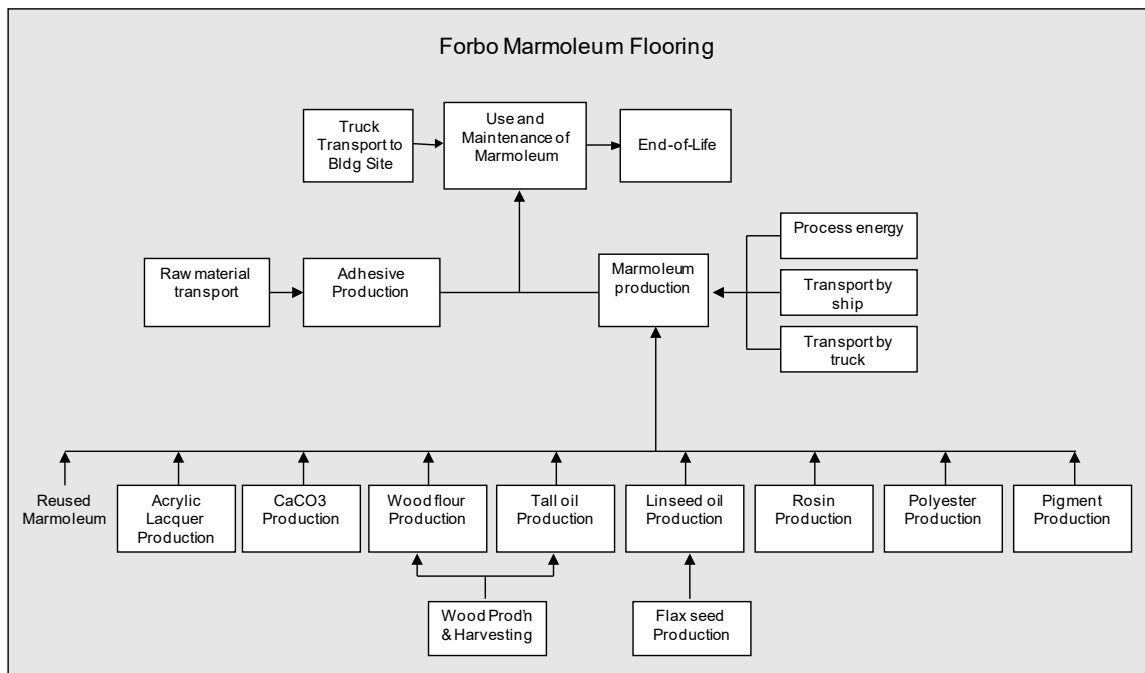 Forbo Marmoleum Flooring
Truck
Transport to
Bldg Site
Use and
Maintenance of
Marmoleum
End-of-Life
Raw material
transport
Adhesive
Production
Marmoleum
production
Process energy
Transport by
ship
Transport by
truck
Reused
Marmoleum
Acrylic
Lacquer
Production
CaCO3
Production
Wood flour
Production
Tall oil
Production
Linseed oil
Production
Rosin
Production
Polyester
Production
Pigment
Production
Wood Prod'n
& Harvesting
Flax seed
Production